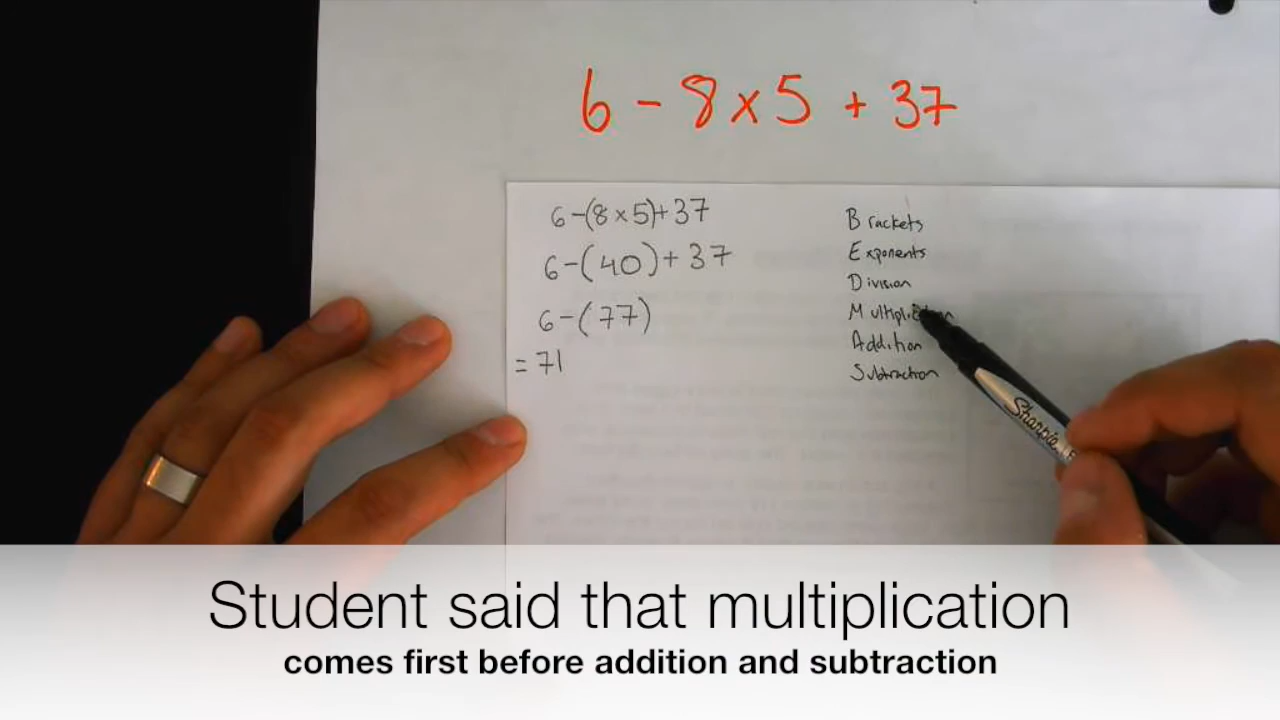 6 - 8 x 5 + 37
6-(8x5)+37
6-(40)+37
6-(77)
= 71
Brackets
Exponents
Division
Multiplication
Addition
Subtraction
Sharpie
Student said that multiplication
comes first before addition and subtraction